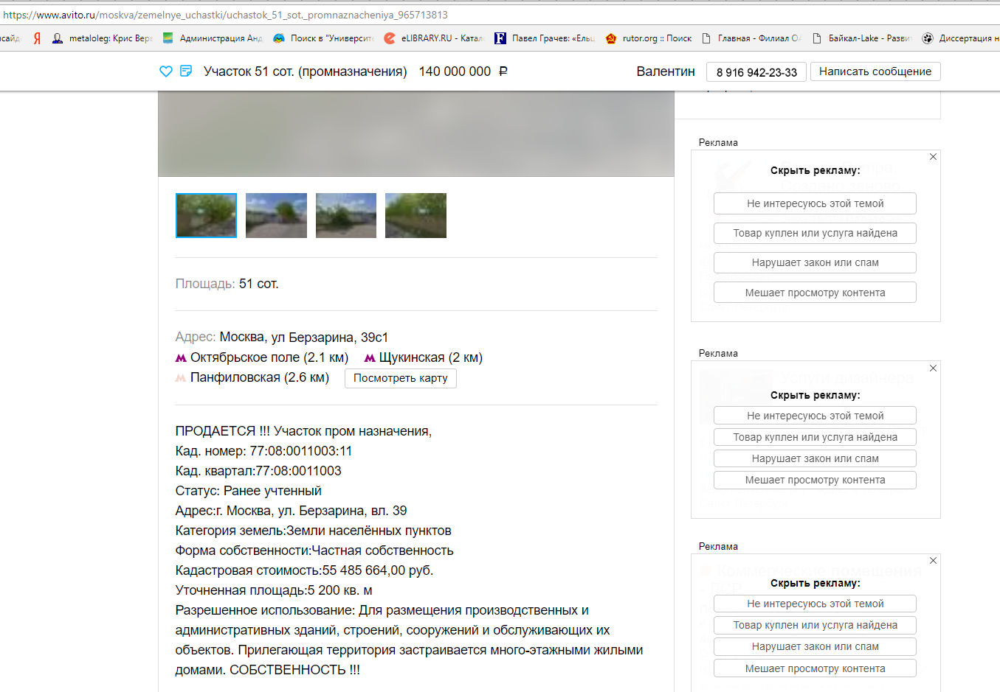 https://www.avito.ru/moskva/zemelnye_uchastki/uchastok_51_sot._promnaznacheniya_965713813
metaloleg: Крис Вер
Администрация Анд
Поиск в "Университ
eLIBRARY.RU - Катал
Павел Грачев: «Ельц
rutor.org :: Поиск
Главная - Филиал О
Байкал-Lake - Разви
Диссертация н
Участок 51 сот. (промназначения) 140 000 000 ₽
Валентин
8 916 942-23-33
Написать сообщение
Площадь: 51 сот.
Адрес: Москва, ул Берзарина, 39с1
Октябрьское поле (2.1 км) Щукинская (2 км)
Панфиловская (2.6 км) Посмотреть карту
ПРОДАЕТСЯ !!! Участок пром назначения,
Кад. номер: 77:08:0011003:11
Кад. квартал:77:08:0011003
Статус: Ранее учтенный
Адрес:г. Москва, ул. Берзарина, вл. 39
Категория земель:Земли населённых пунктов
Форма собственности:Частная собственность
Кадастровая стоимость:55 485 664,00 руб.
Уточненная площадь:5 200 кв. м
Разрешенное использование: Для размещения производственных и
административных зданий, строений, сооружений и обслуживающих их
объектов. Прилегающая территория застраивается много-этажными жилыми
домами. СОБСТВЕННОСТЬ !!!
Реклама
Скрыть рекламу:
Не интересуюсь этой темой
Товар куплен или услуга найдена
Нарушает закон или спам
Мешает просмотру контента
Реклама
Услуги дизайнера
Скрыть рекламу:
Не интересуюсь этой темой
Товар куплен или услуга найдена
Нарушает закон или спам
Мешает просмотру контента
Реклама
Коммерческие помещения
Скрыть рекламу:
Не интересуюсь этой темой
Товар куплен или услуга найдена
Нарушает закон или спам
Мешает просмотру контента